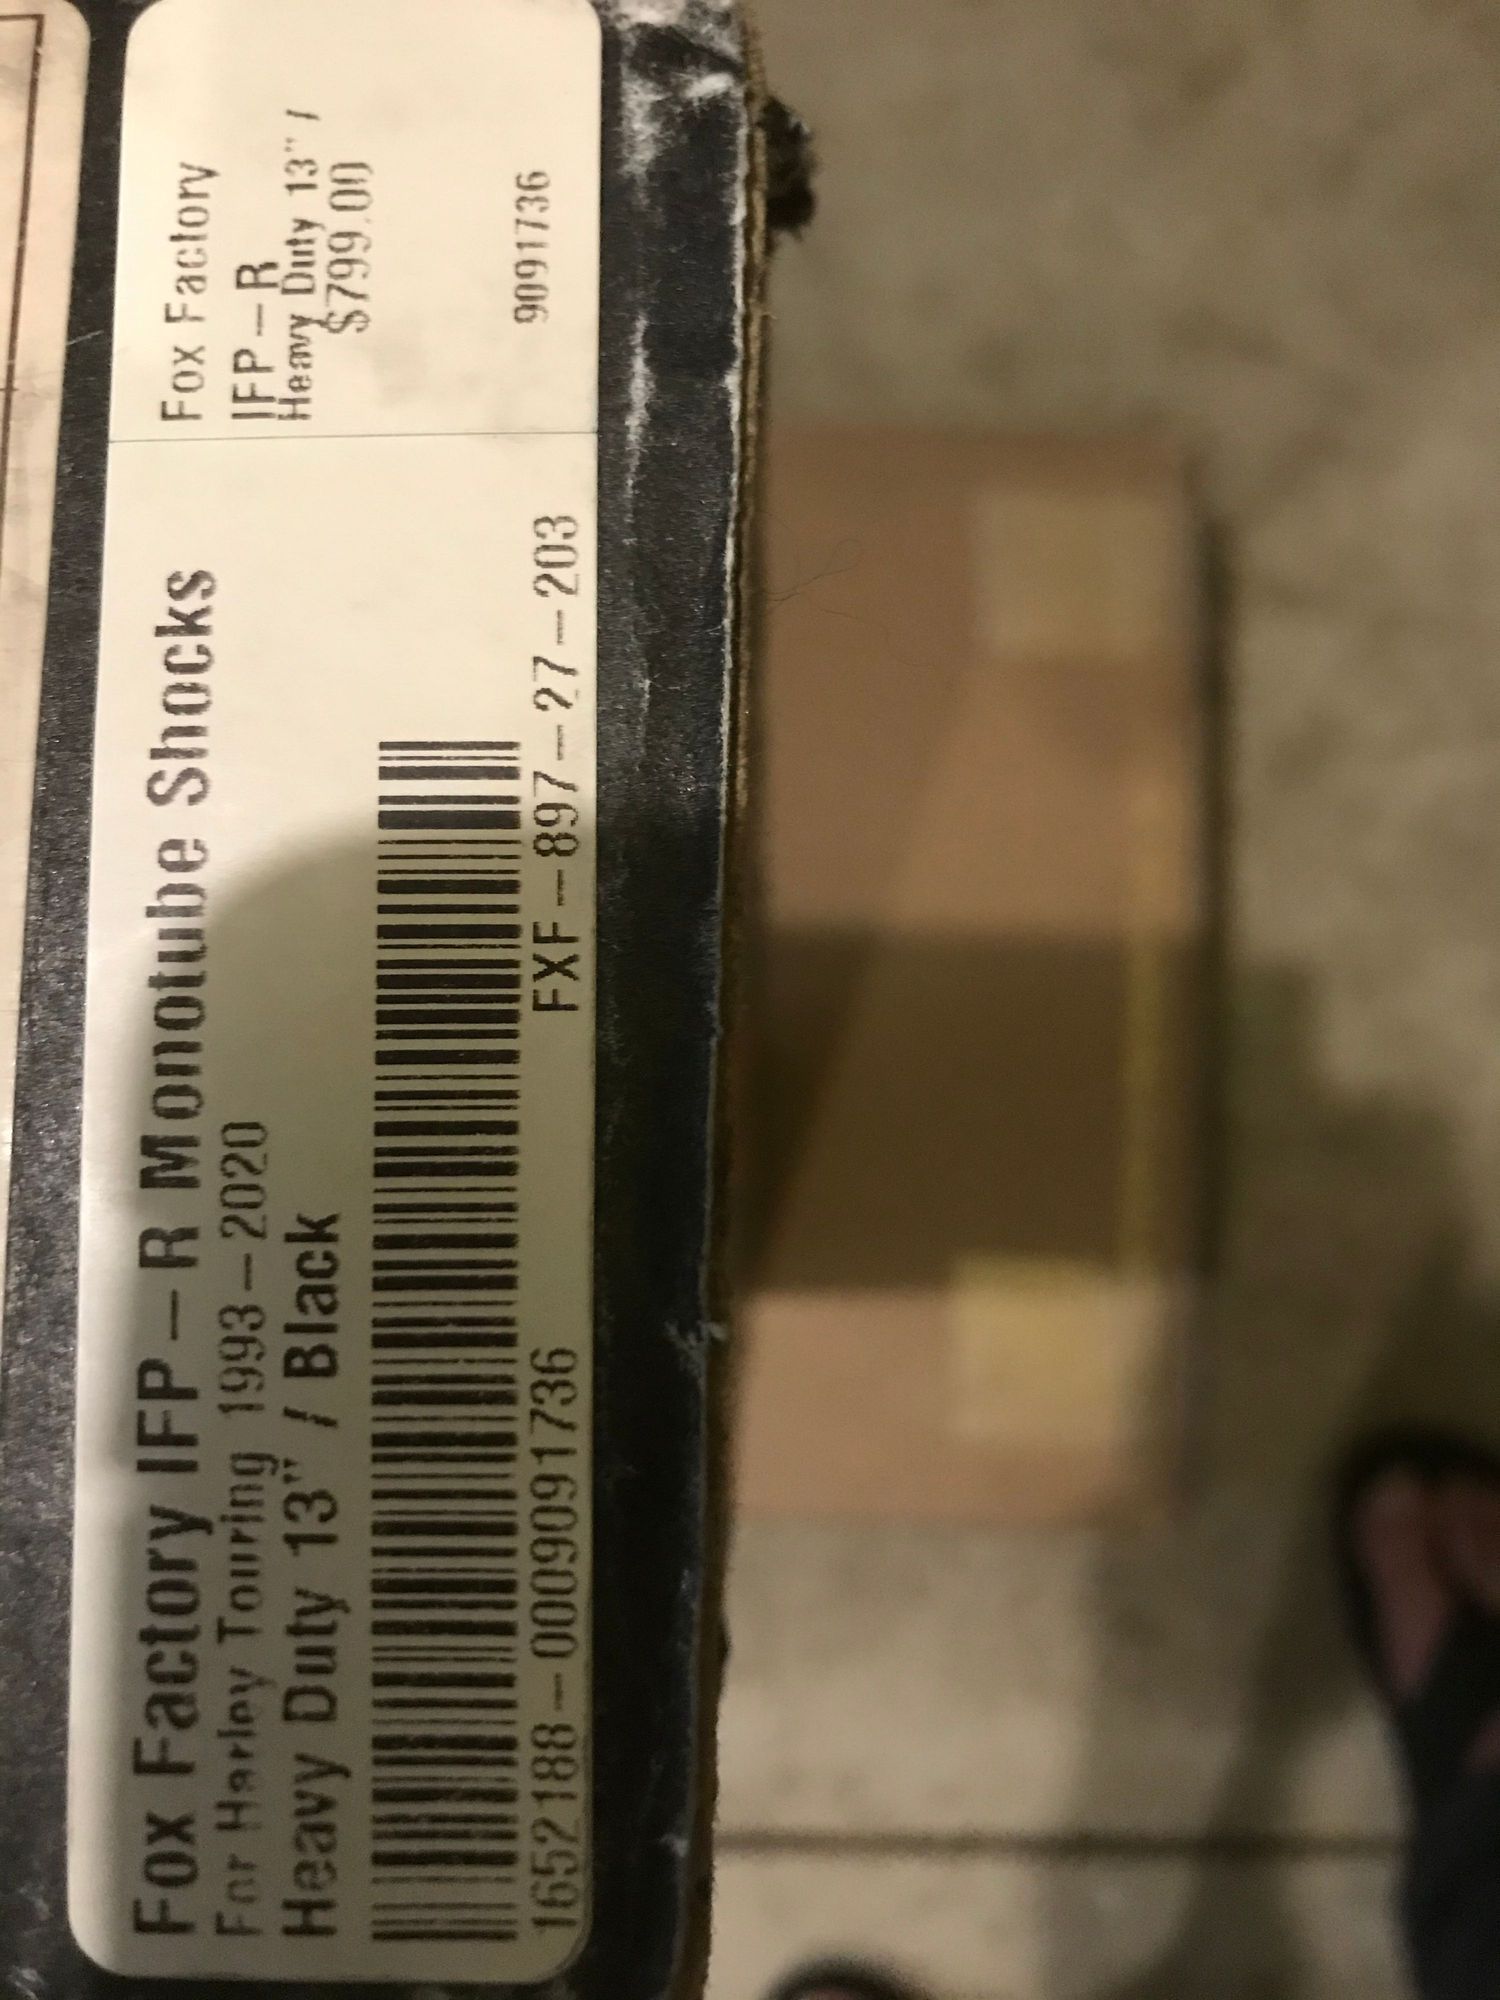 Fox Factory IFP-R Monotube Shocks
For Harley Touring 1993-2020
Heavy Duty 13" / Black
1652188-0009091736
FXF-897-27-203
Fox Factory
IFP-R
Heavy Duty 13" /
$799.00
9091736